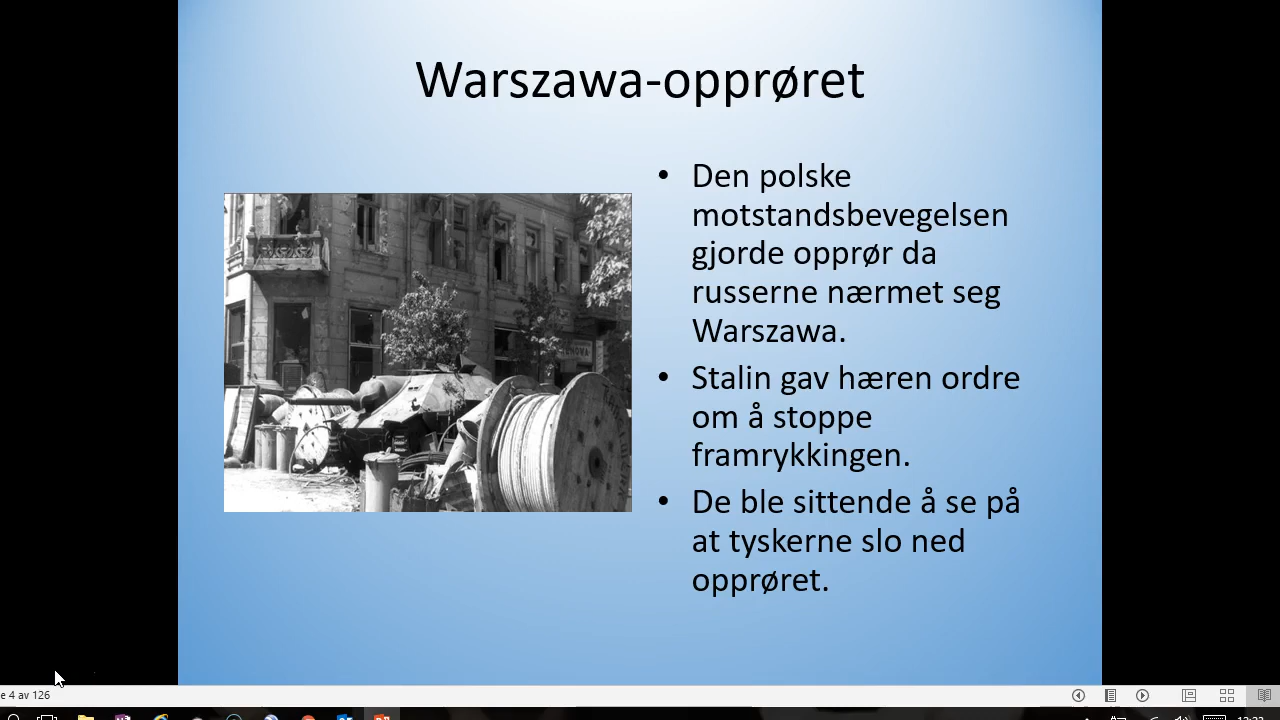 Warszawa-opprøret
• Den polske
motstandsbevegelsen
gjorde opprør da
russerne nærmet seg
Warszawa.
• Stalin gav hæren ordre
om å stoppe
framrykkingen.
• De ble sittende å se på
at tyskerne slo ned
opprøret.
e 4 av 126